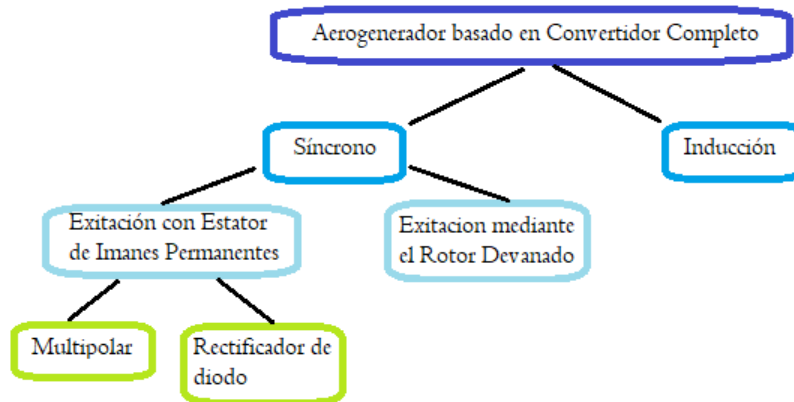 Aerogenerador basado en Convertidor Completo
Síncrono
Inducción
Exitación con Estator
de Imanes Permanentes
Exitacion mediante
el Rotor Devanado
Multipolar
Rectificador de
diodo